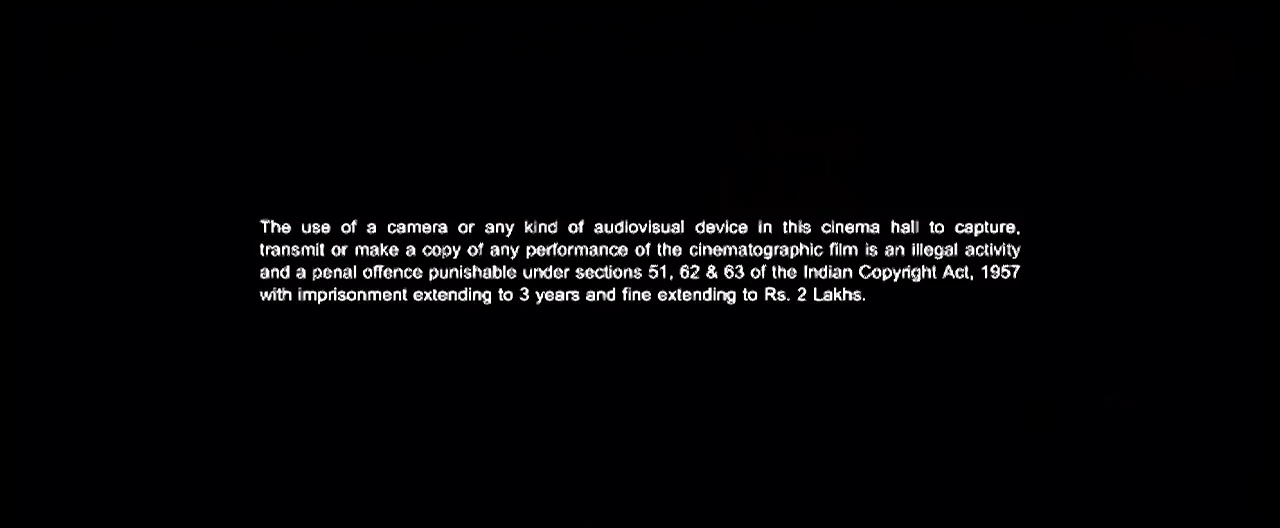 The use of a camera or any kind of audiovisual device in this cinema hall to capture,
transmit or make a copy of any performance of the cinematographic film is an illegal activity
and a penal offence punishable under sections 51, 62 & 63 of the Indian Copyright Act, 1957
with imprisonment extending to 3 years and fine extending to Rs. 2 Lakhs.